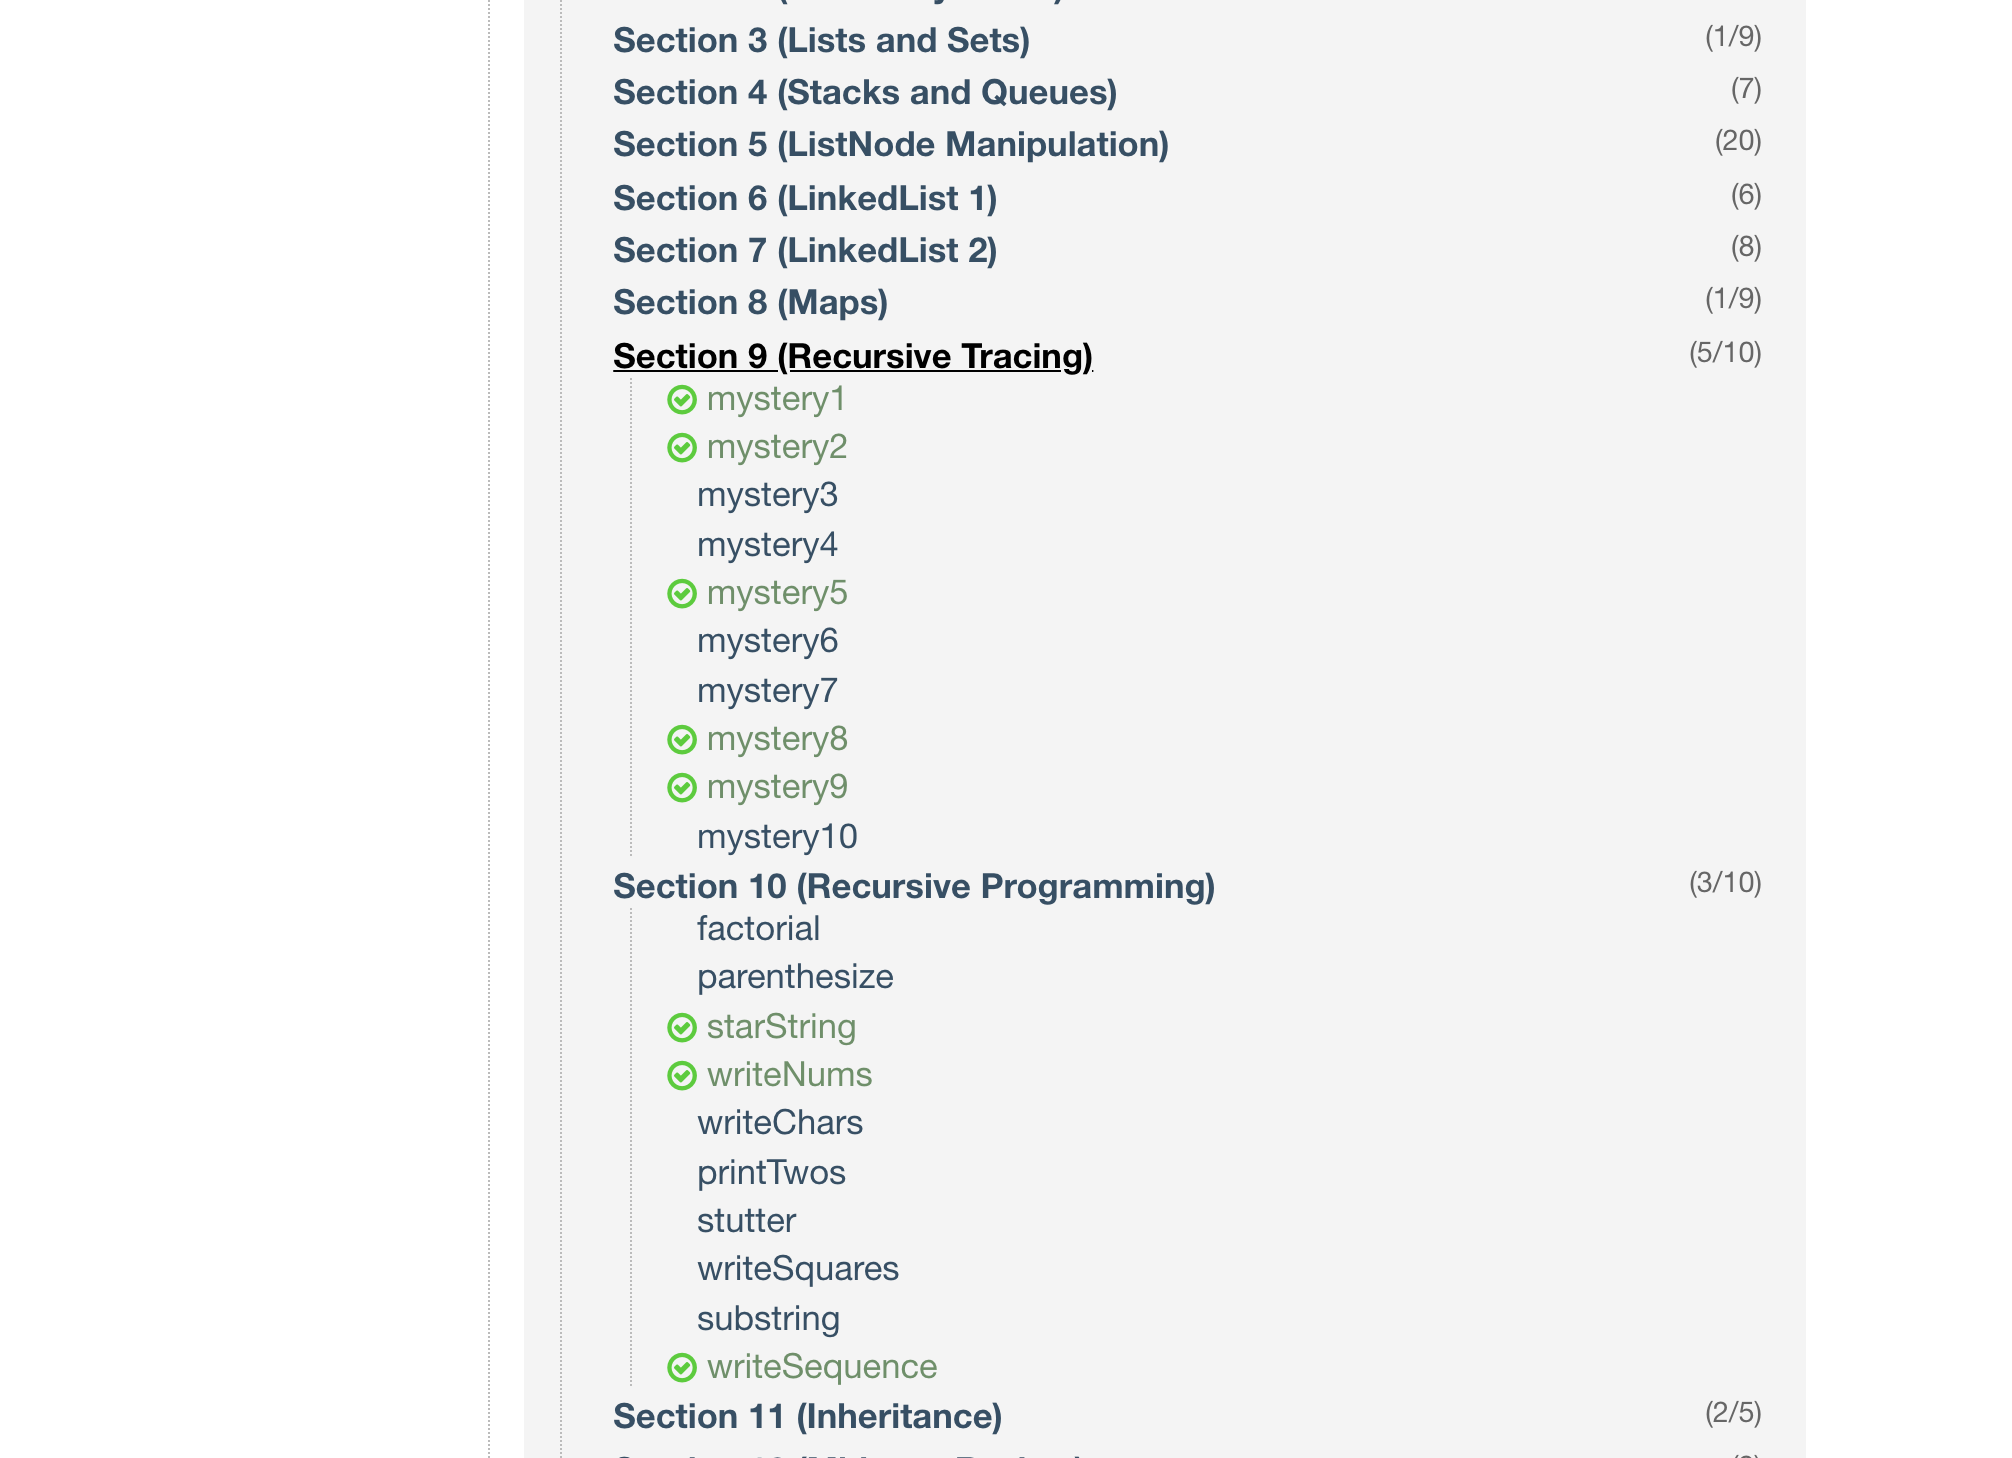 Section 3 (Lists and Sets) (1/9)
Section 4 (Stacks and Queues) (7)
Section 5 (ListNode Manipulation) (20)
Section 6 (LinkedList 1) (6)
Section 7 (LinkedList 2) (8)
Section 8 (Maps) (1/9)
Section 9 (Recursive Tracing) (5/10)
mystery1
mystery2
mystery3
mystery4
mystery5
mystery6
mystery7
mystery8
mystery9
mystery10
Section 10 (Recursive Programming) (3/10)
factorial
parenthesize
starString
writeNums
writeChars
printTwos
stutter
writeSquares
substring
writeSequence
Section 11 (Inheritance) (2/5)